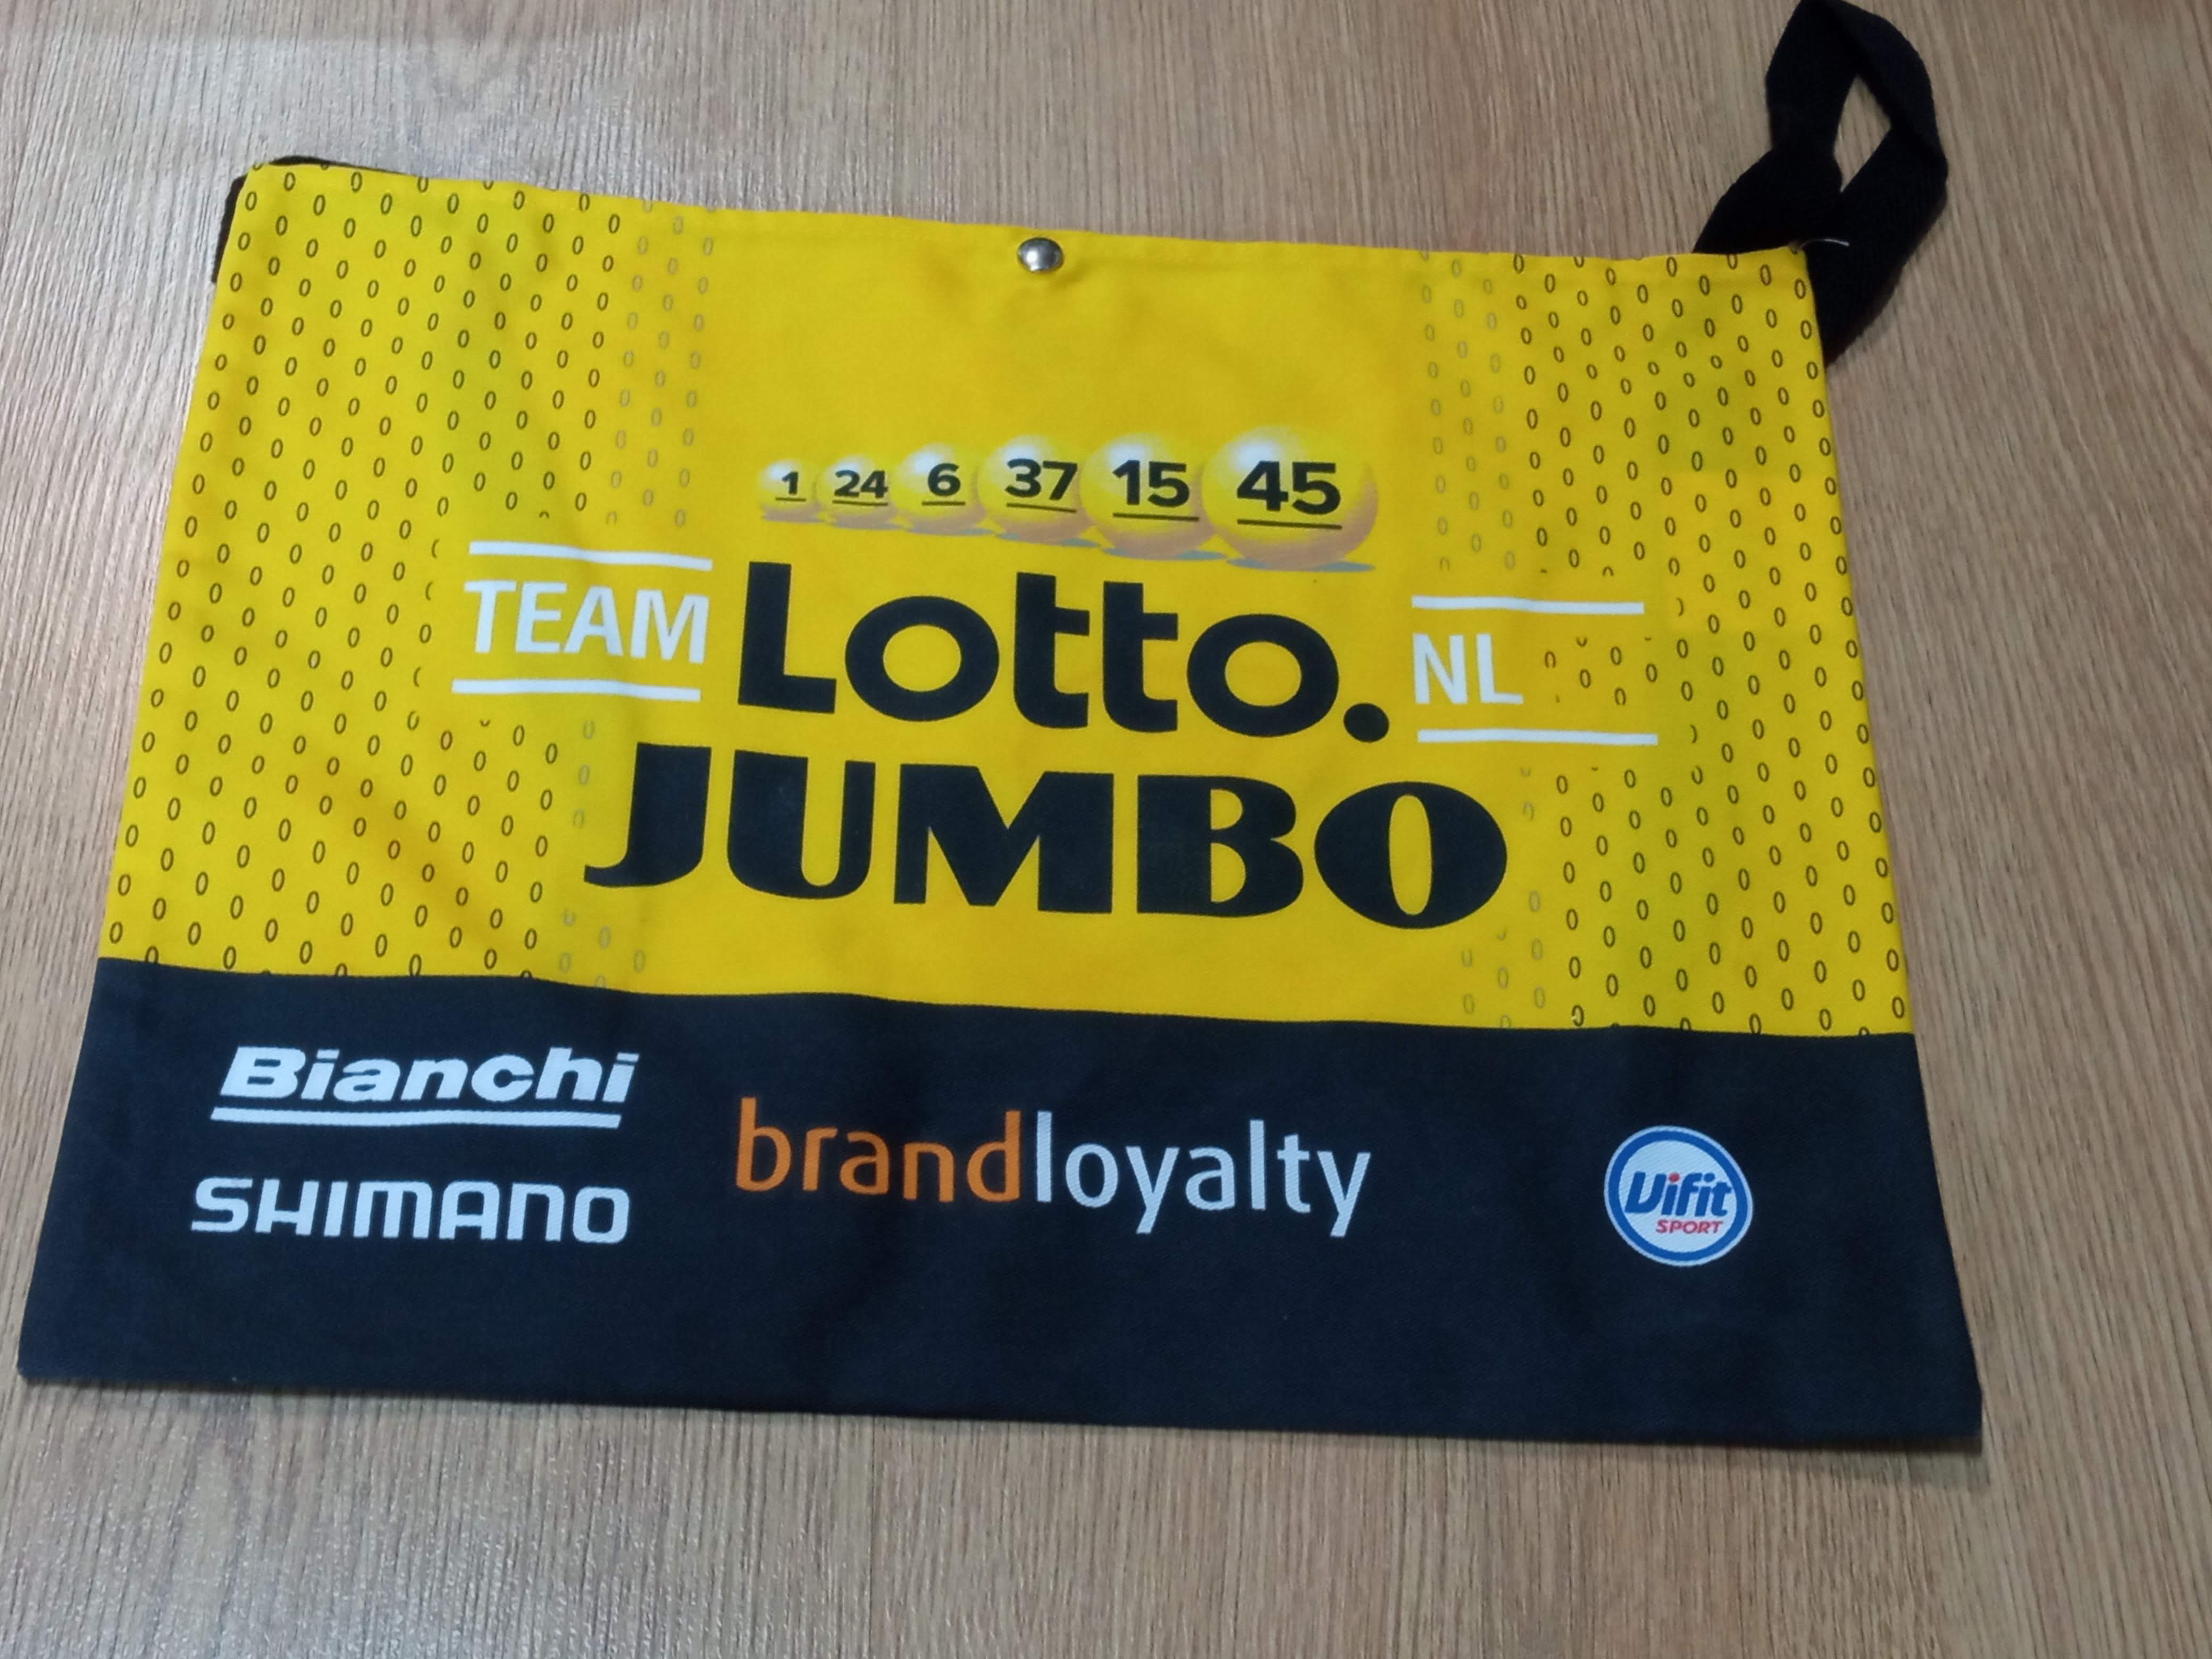 1 24 6 37 15 45
TEAM Lotto. NL
JUMBO
Bianchi
SHIMANO
brandloyalty
Vifit
SPORT